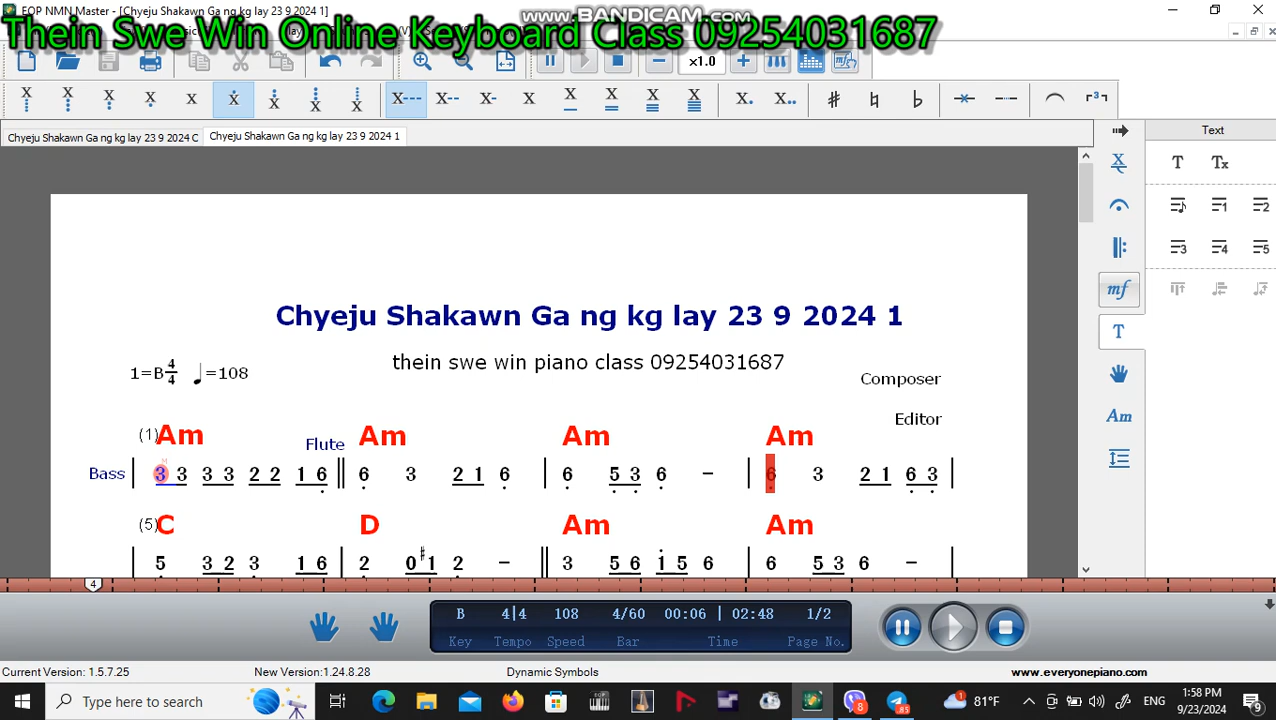 EOP NMN Master - [Chyeju Shakawn Ga ng kg lay 23 9 2024 1]
www.BANDICAM.com
Thein Swe Win Online Keyboard Class 09254031687
×1.0
Chyeju Shakawn Ga ng kg lay 23 9 2024 C
Chyeju Shakawn Ga ng kg lay 23 9 2024 1
Text
Chyeju Shakawn Ga ng kg lay 23 9 2024 1
thein swe win piano class 09254031687
1=B 4/4 ♩=108
Composer
Editor
(1) Am Flute Am Am Am
Bass | 3 3 3 3 2 2 1 6 || 6 3 2 1 6 | 6 5 3 6 – | 6 3 2 1 6 3 |
(5) C D Am Am
| 5 3 2 3 1 6 | 2 0 ♯1 2 – || 3 5 6 1 5 6 | 6 5 3 6 – |
4
B 4|4 108 4/60 00:06 | 02:48 1/2
Key Tempo Speed Bar Time Page No.
Current Version: 1.5.7.25 New Version: 1.24.8.28 Dynamic Symbols www.everyonepiano.com
Type here to search
81°F
ENG
1:58 PM
9/23/2024